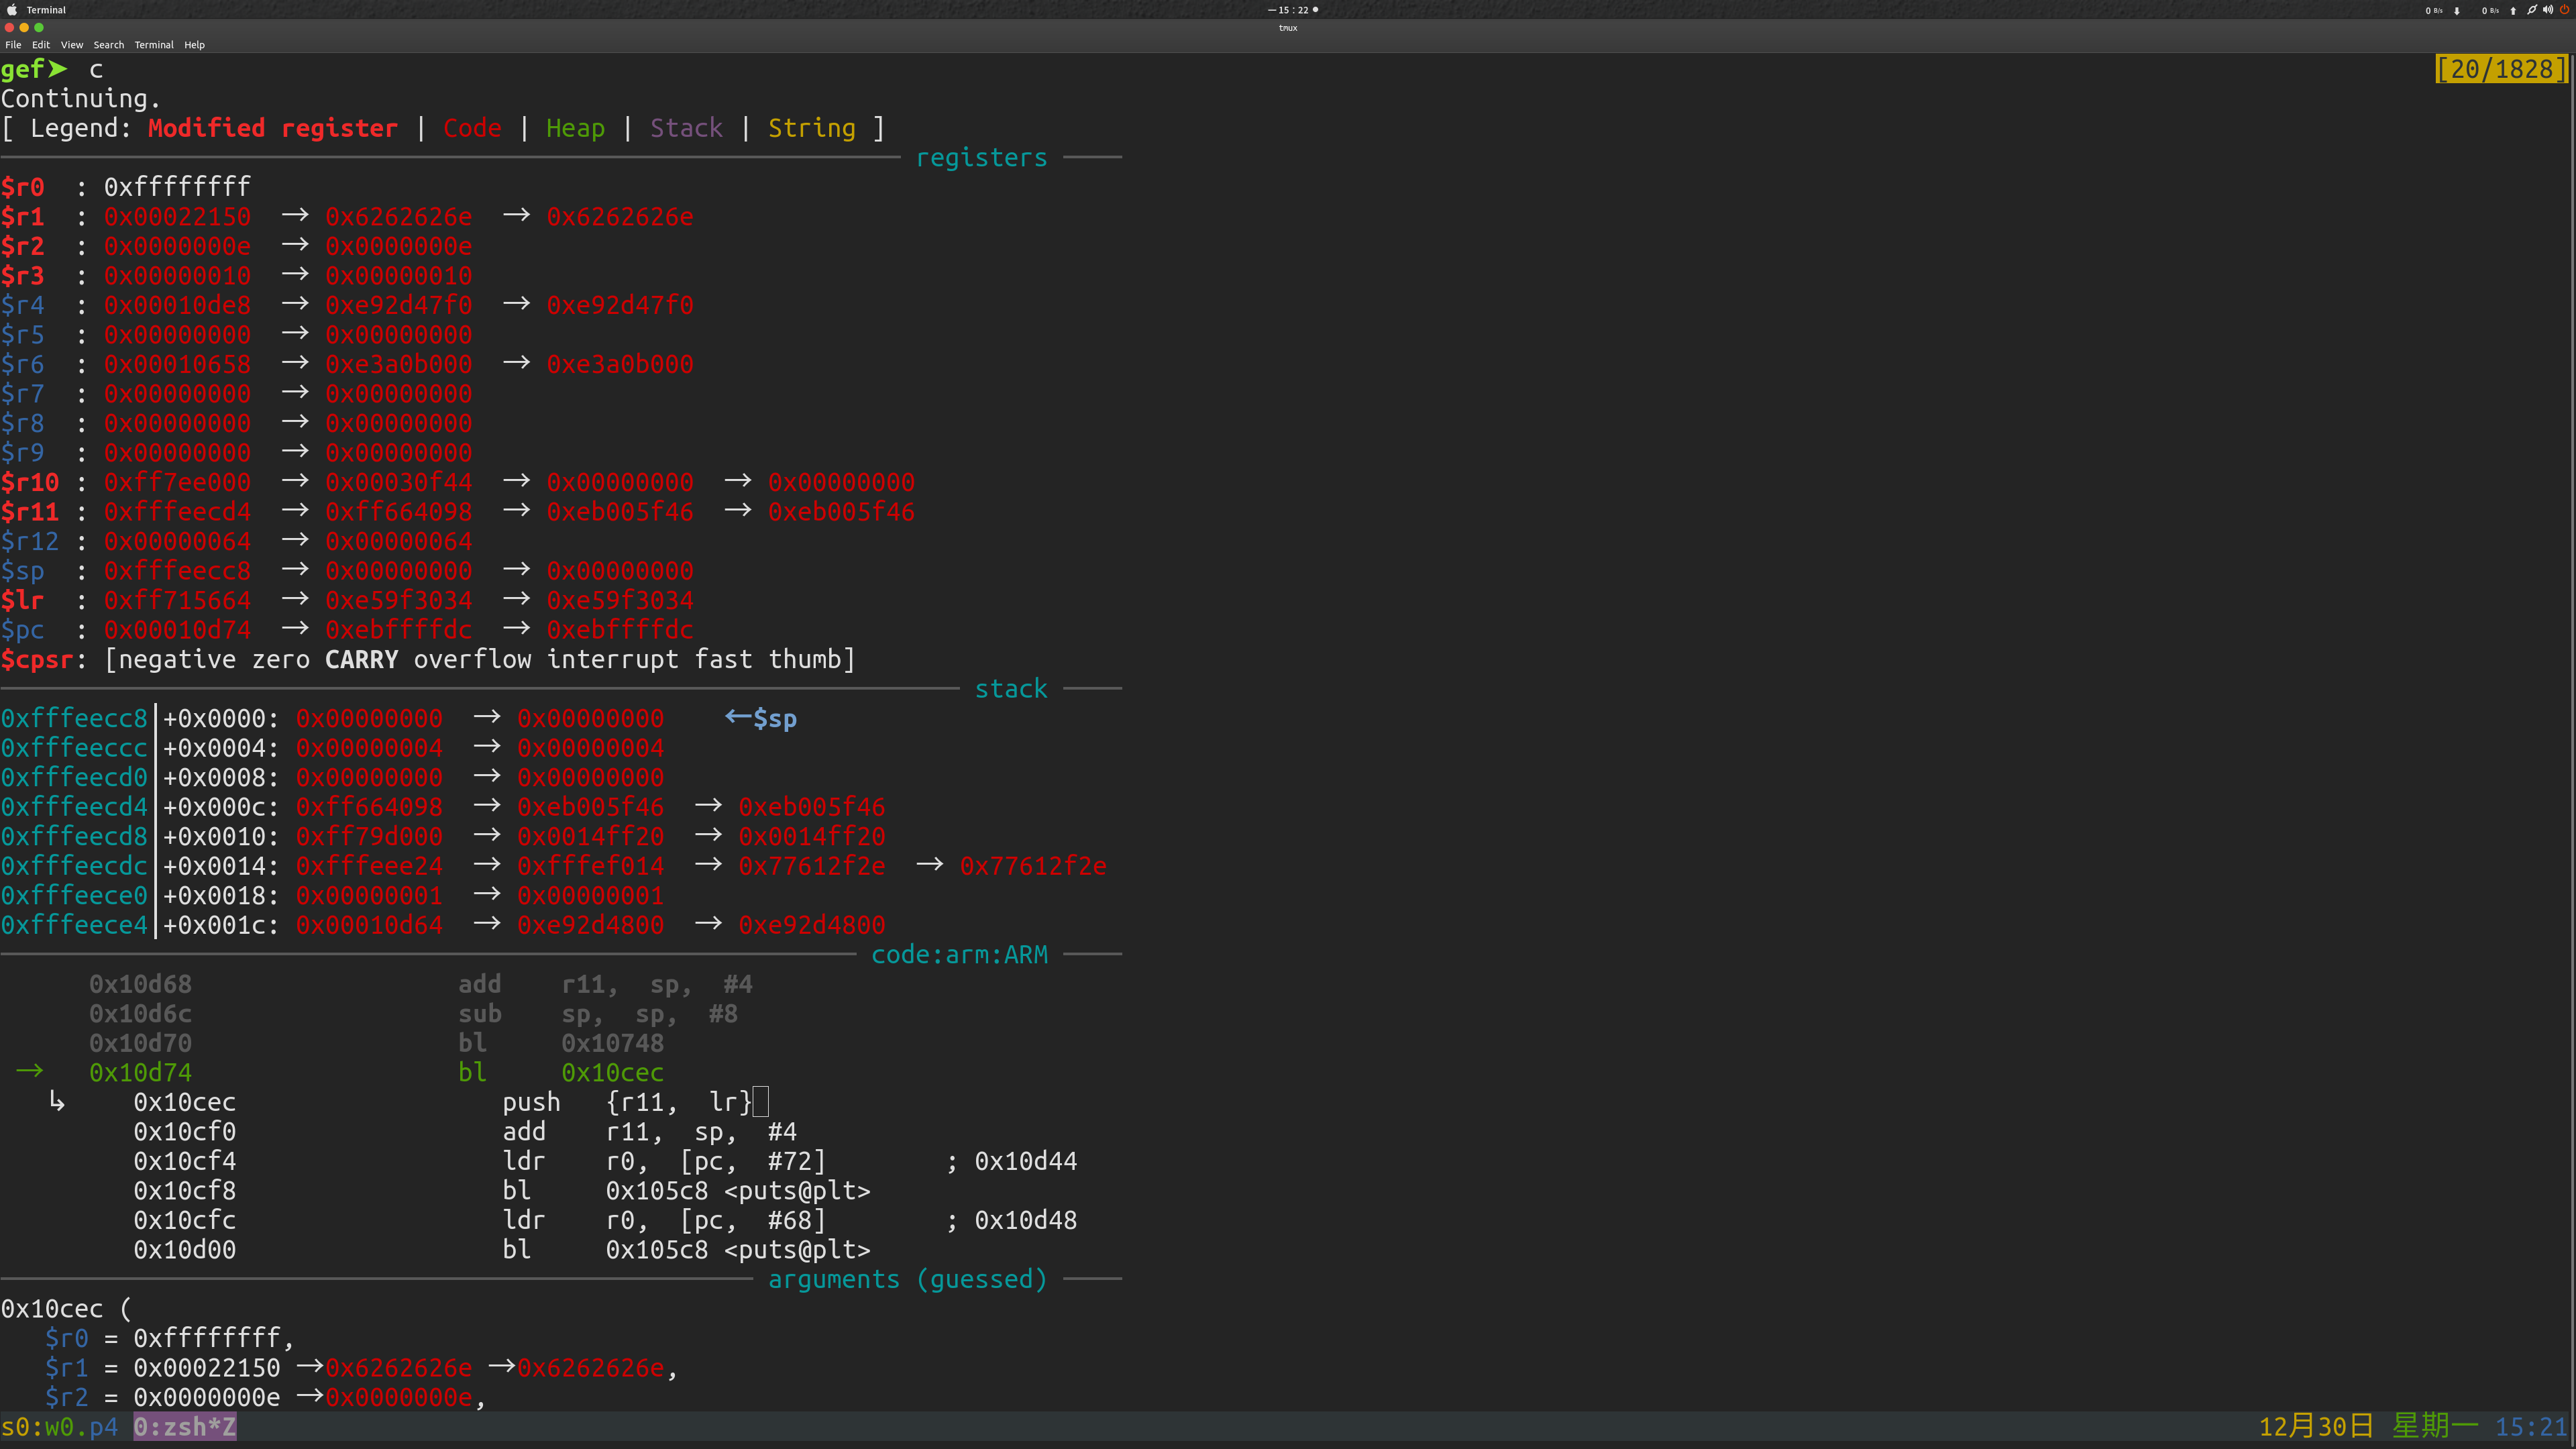 Terminal
— 15 : 22
0 B/s 0 B/s
tmux
File Edit View Search Terminal Help
gef➤ c [20/1828]
Continuing.
[ Legend: Modified register | Code | Heap | Stack | String ]
registers
$r0 : 0xffffffff
$r1 : 0x00022150 → 0x6262626e → 0x6262626e
$r2 : 0x0000000e → 0x0000000e
$r3 : 0x00000010 → 0x00000010
$r4 : 0x00010de8 → 0xe92d47f0 → 0xe92d47f0
$r5 : 0x00000000 → 0x00000000
$r6 : 0x00010658 → 0xe3a0b000 → 0xe3a0b000
$r7 : 0x00000000 → 0x00000000
$r8 : 0x00000000 → 0x00000000
$r9 : 0x00000000 → 0x00000000
$r10 : 0xff7ee000 → 0x00030f44 → 0x00000000 → 0x00000000
$r11 : 0xfffeecd4 → 0xff664098 → 0xeb005f46 → 0xeb005f46
$r12 : 0x00000064 → 0x00000064
$sp : 0xfffeecc8 → 0x00000000 → 0x00000000
$lr : 0xff715664 → 0xe59f3034 → 0xe59f3034
$pc : 0x00010d74 → 0xebffffdc → 0xebffffdc
$cpsr: [negative zero CARRY overflow interrupt fast thumb]
stack
0xfffeecc8│+0x0000: 0x00000000 → 0x00000000 ←$sp
0xfffeeccc│+0x0004: 0x00000004 → 0x00000004
0xfffeecd0│+0x0008: 0x00000000 → 0x00000000
0xfffeecd4│+0x000c: 0xff664098 → 0xeb005f46 → 0xeb005f46
0xfffeecd8│+0x0010: 0xff79d000 → 0x0014ff20 → 0x0014ff20
0xfffeecdc│+0x0014: 0xfffeee24 → 0xfffef014 → 0x77612f2e → 0x77612f2e
0xfffeece0│+0x0018: 0x00000001 → 0x00000001
0xfffeece4│+0x001c: 0x00010d64 → 0xe92d4800 → 0xe92d4800
code:arm:ARM
0x10d68 add r11, sp, #4
0x10d6c sub sp, sp, #8
0x10d70 bl 0x10748
→ 0x10d74 bl 0x10cec
↳ 0x10cec push {r11, lr}
0x10cf0 add r11, sp, #4
0x10cf4 ldr r0, [pc, #72] ; 0x10d44
0x10cf8 bl 0x105c8 <puts@plt>
0x10cfc ldr r0, [pc, #68] ; 0x10d48
0x10d00 bl 0x105c8 <puts@plt>
arguments (guessed)
0x10cec (
$r0 = 0xffffffff,
$r1 = 0x00022150 →0x6262626e →0x6262626e,
$r2 = 0x0000000e →0x0000000e,
s0:w0.p4 0:zsh*Z 12月30日 星期一 15:21